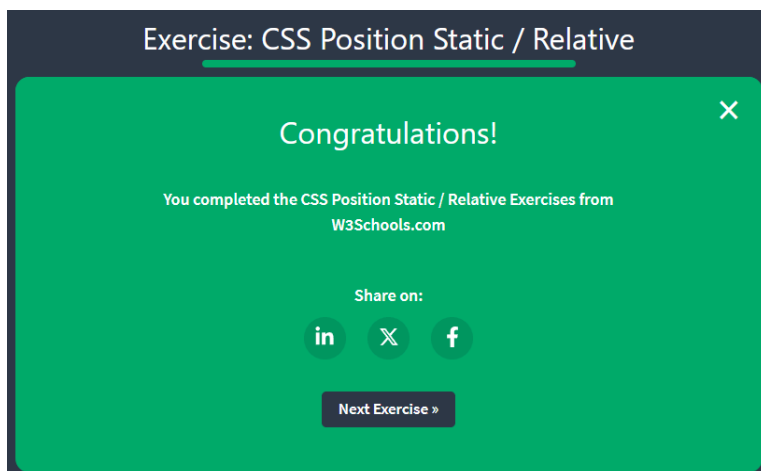 Exercise: CSS Position Static / Relative
Congratulations!
You completed the CSS Position Static / Relative Exercises from
W3Schools.com
Share on:
in X f
Next Exercise »